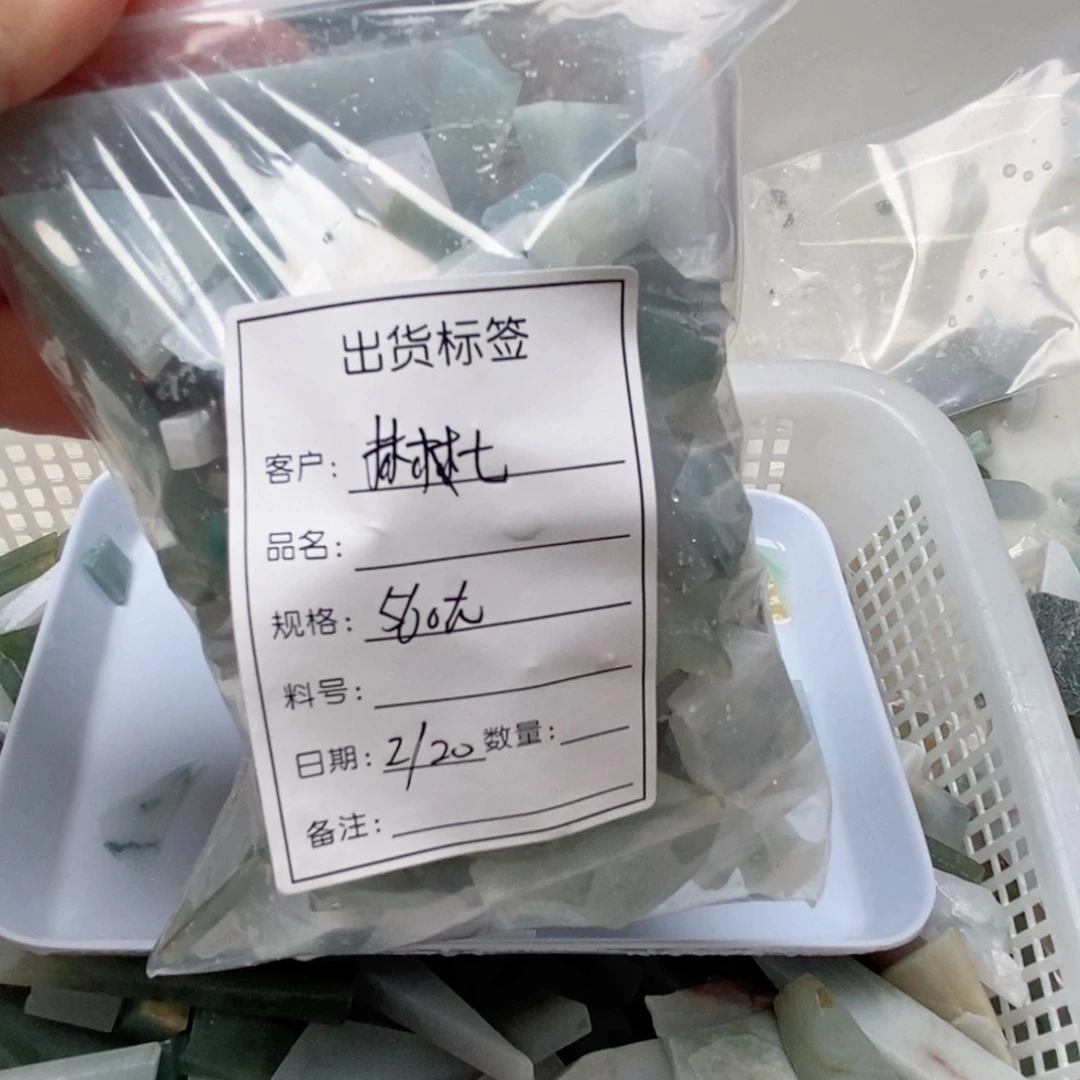 出货标签
客户：
品名：
规格：
料号：
日期：2/20 数量：
备注：